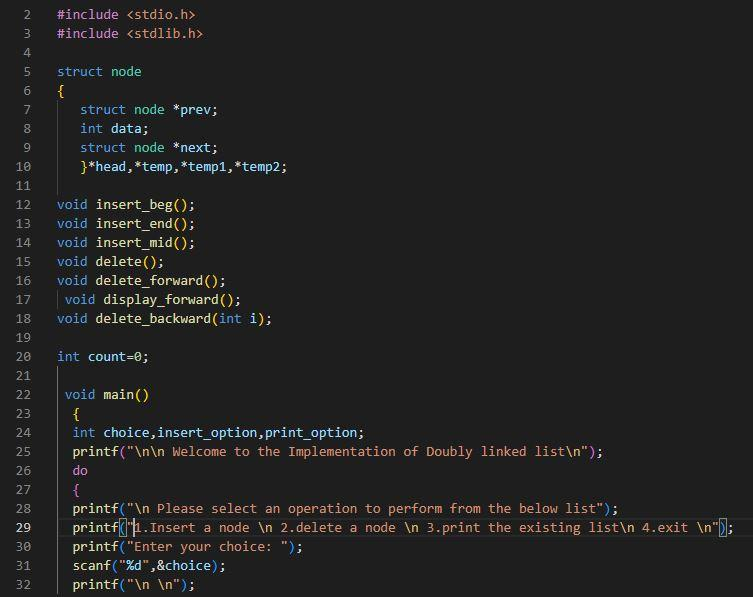 2 #include <stdio.h>
3 #include <stdlib.h>
4
5 struct node
6 {
7 struct node *prev;
8 int data;
9 struct node *next;
10 }*head,*temp,*temp1,*temp2;
11
12 void insert_beg();
13 void insert_end();
14 void insert_mid();
15 void delete();
16 void delete_forward();
17 void display_forward();
18 void delete_backward(int i);
19
20 int count=0;
21
22 void main()
23 {
24 int choice,insert_option,print_option;
25 printf("\n\n Welcome to the Implementation of Doubly linked list\n");
26 do
27 {
28 printf("\n Please select an operation to perform from the below list");
29 printf("1.Insert a node \n 2.delete a node \n 3.print the existing list\n 4.exit \n");
30 printf("Enter your choice: ");
31 scanf("%d",&choice);
32 printf("\n \n");